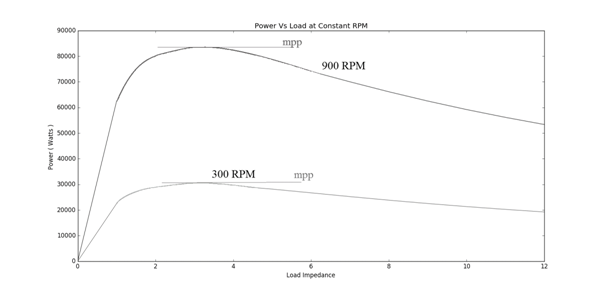 Power Vs Load at Constant RPM
90000
80000
70000
60000
50000
40000
30000
20000
10000
0
Power ( Watts )
mpp
900 RPM
300 RPM
mpp
0 2 4 6 8 10 12
Load Impedance